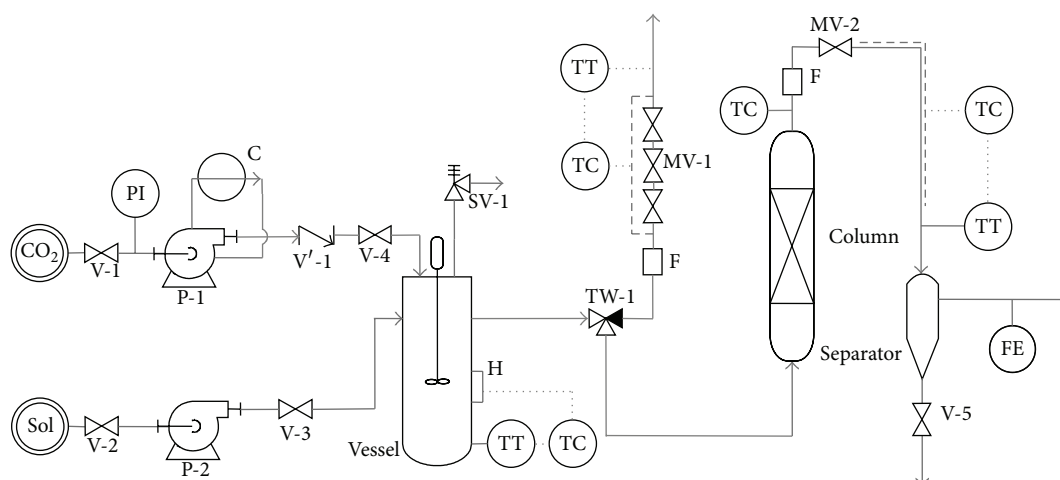 MV-2
TT
F
TC
TC
C
TC
MV-1
PI
SV-1
TT
Column
CO2
V-1
V′-1
V-4
F
P-1
TW-1
Separator
FE
H
Sol
V-2
V-3
V-5
Vessel
TT
TC
P-2